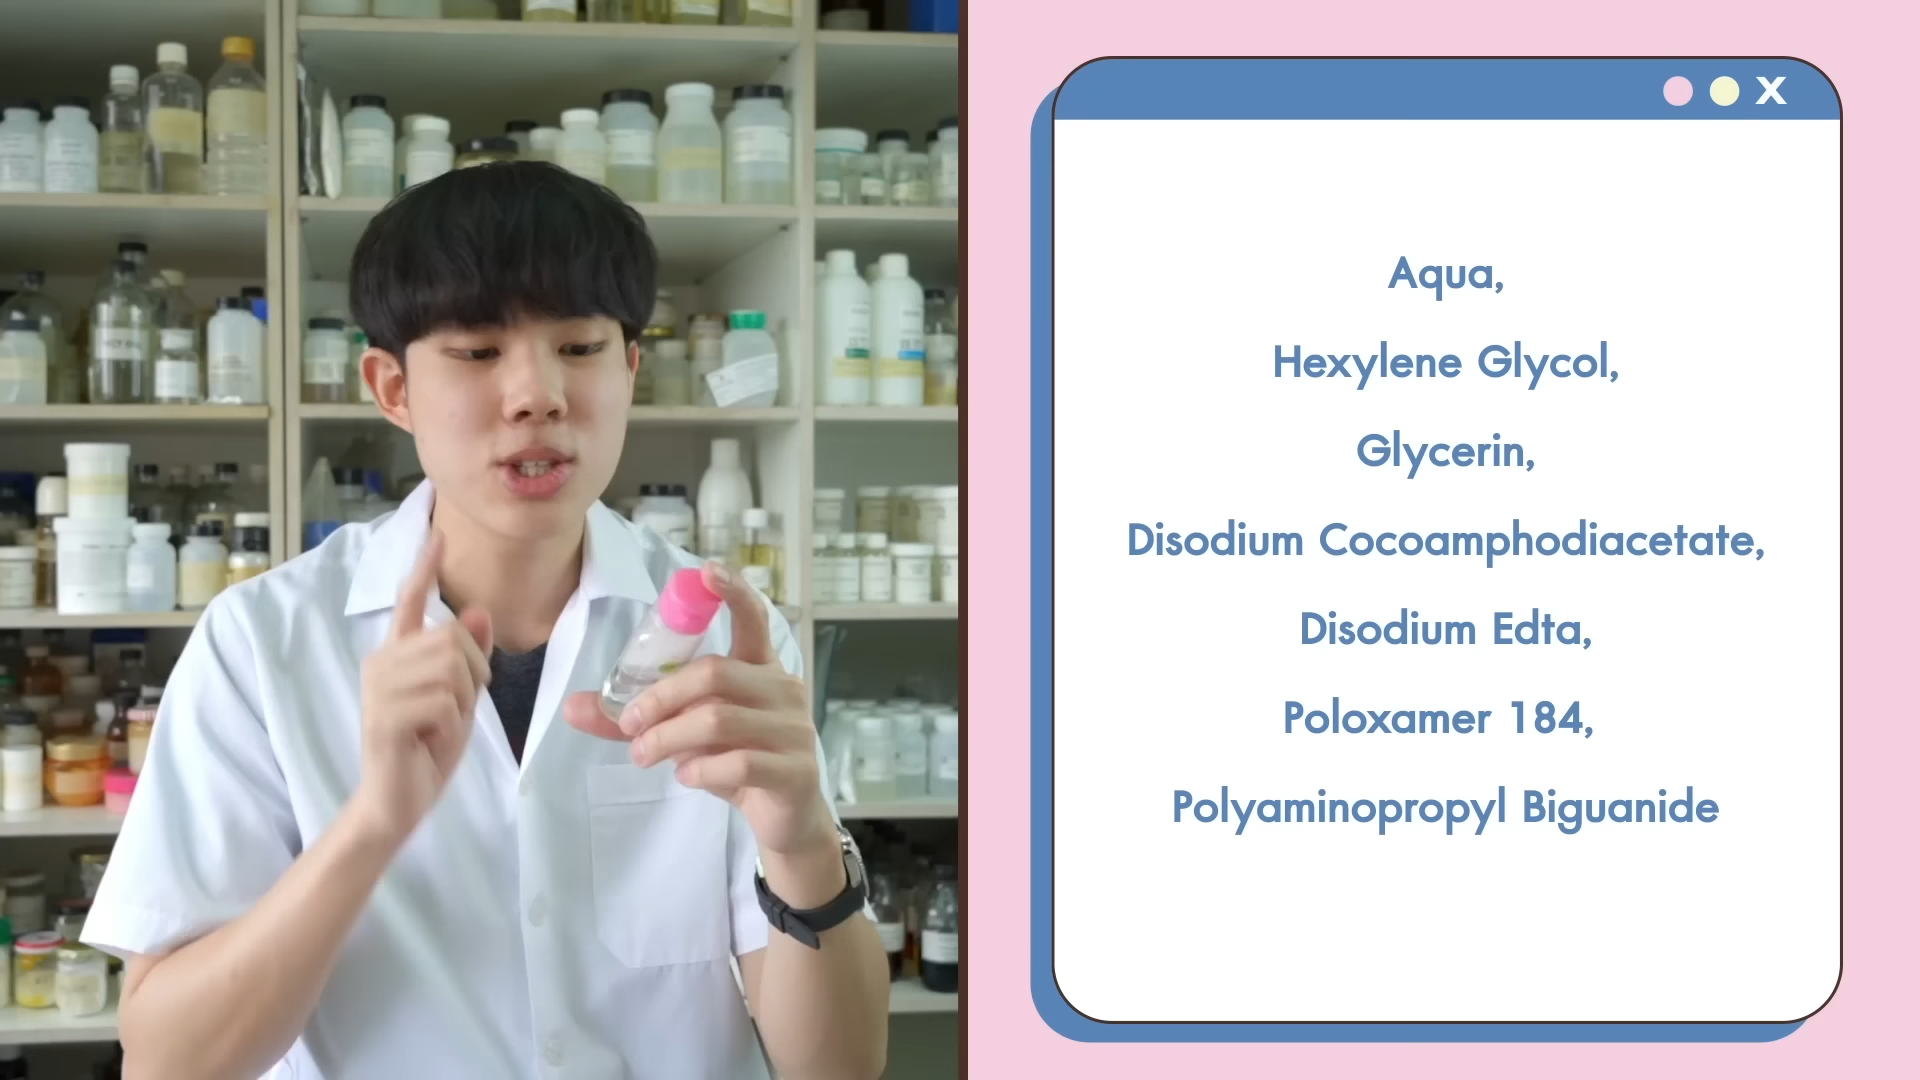 X
Aqua,
Hexylene Glycol,
Glycerin,
Disodium Cocoamphodiacetate,
Disodium Edta,
Poloxamer 184,
Polyaminopropyl Biguanide